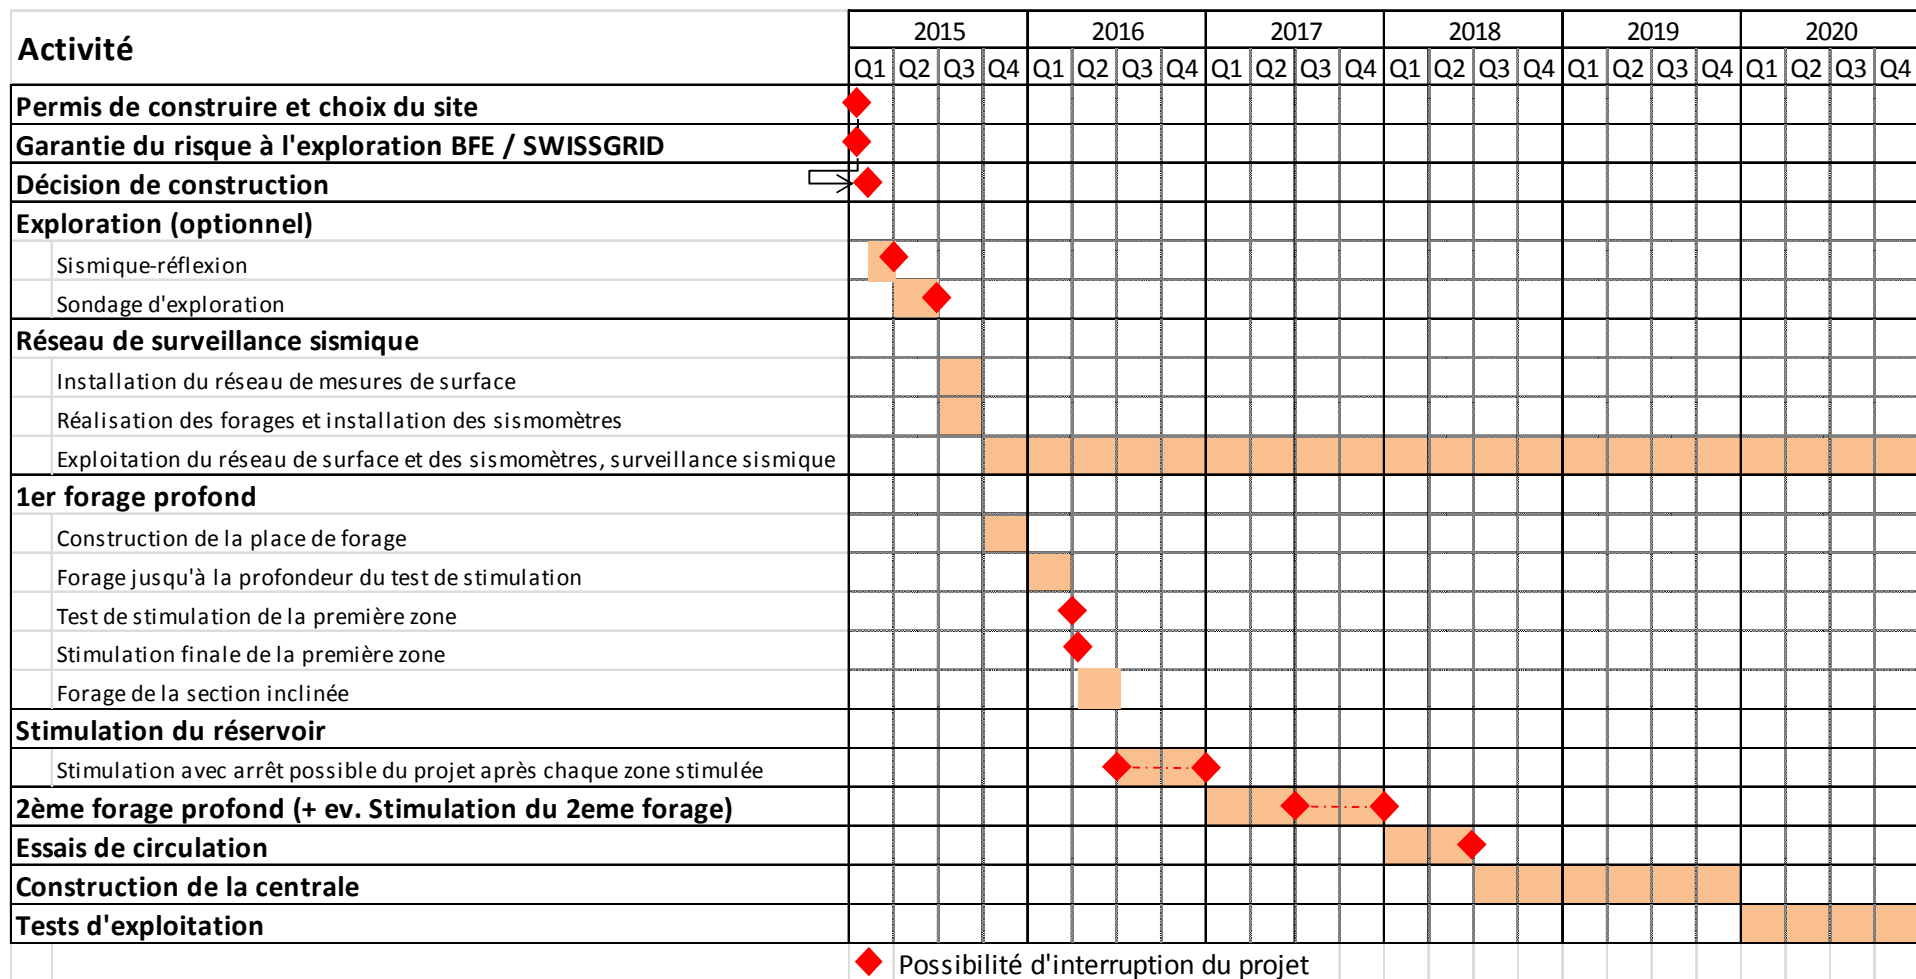 Activité
2015 2016 2017 2018 2019 2020
Q1 Q2 Q3 Q4 Q1 Q2 Q3 Q4 Q1 Q2 Q3 Q4 Q1 Q2 Q3 Q4 Q1 Q2 Q3 Q4 Q1 Q2 Q3 Q4
Permis de construire et choix du site
Garantie du risque à l'exploration BFE / SWISSGRID
Décision de construction
Exploration (optionnel)
Sismique-réflexion
Sondage d'exploration
Réseau de surveillance sismique
Installation du réseau de mesures de surface
Réalisation des forages et installation des sismomètres
Exploitation du réseau de surface et des sismomètres, surveillance sismique
1er forage profond
Construction de la place de forage
Forage jusqu'à la profondeur du test de stimulation
Test de stimulation de la première zone
Stimulation finale de la première zone
Forage de la section inclinée
Stimulation du réservoir
Stimulation avec arrêt possible du projet après chaque zone stimulée
2ème forage profond (+ ev. Stimulation du 2eme forage)
Essais de circulation
Construction de la centrale
Tests d'exploitation
Possibilité d'interruption du projet